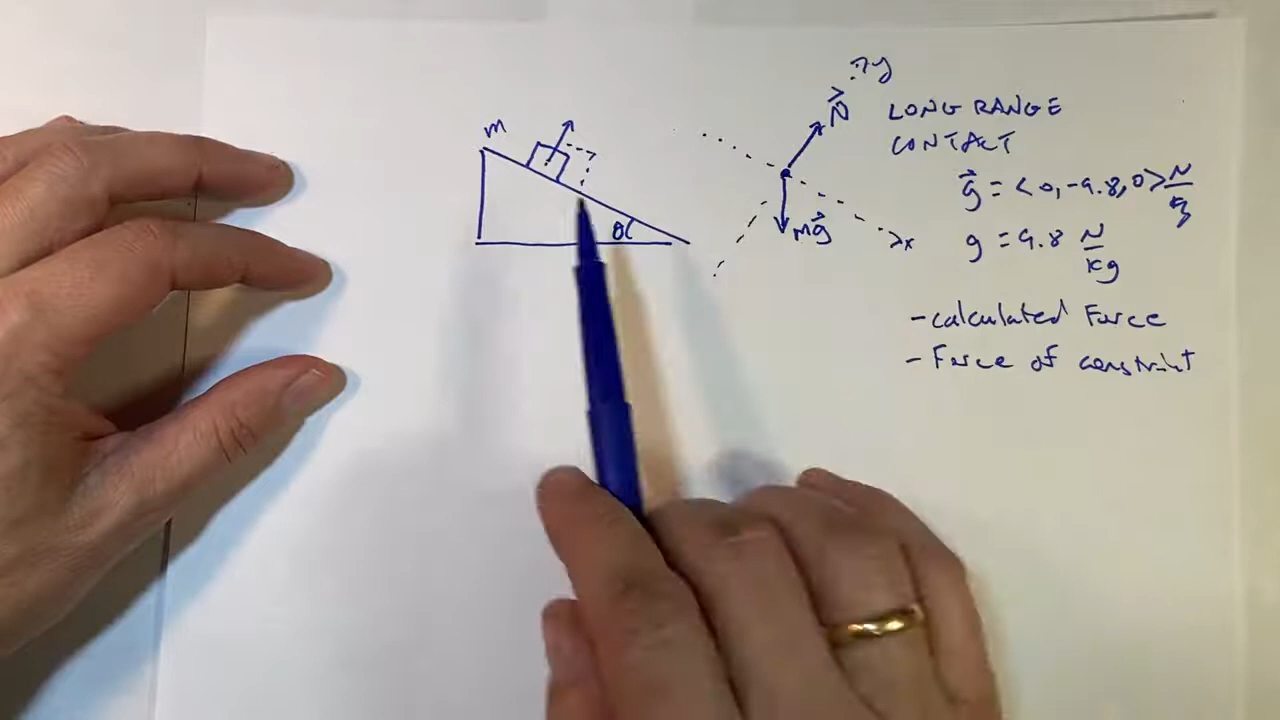 m
θ
y
N⃗
mg⃗
x
LONG RANGE
CONTACT
g⃗ = <0,-9.8,0> N/kg
g = 9.8 N/kg
- calculated Force
- Force of constraint